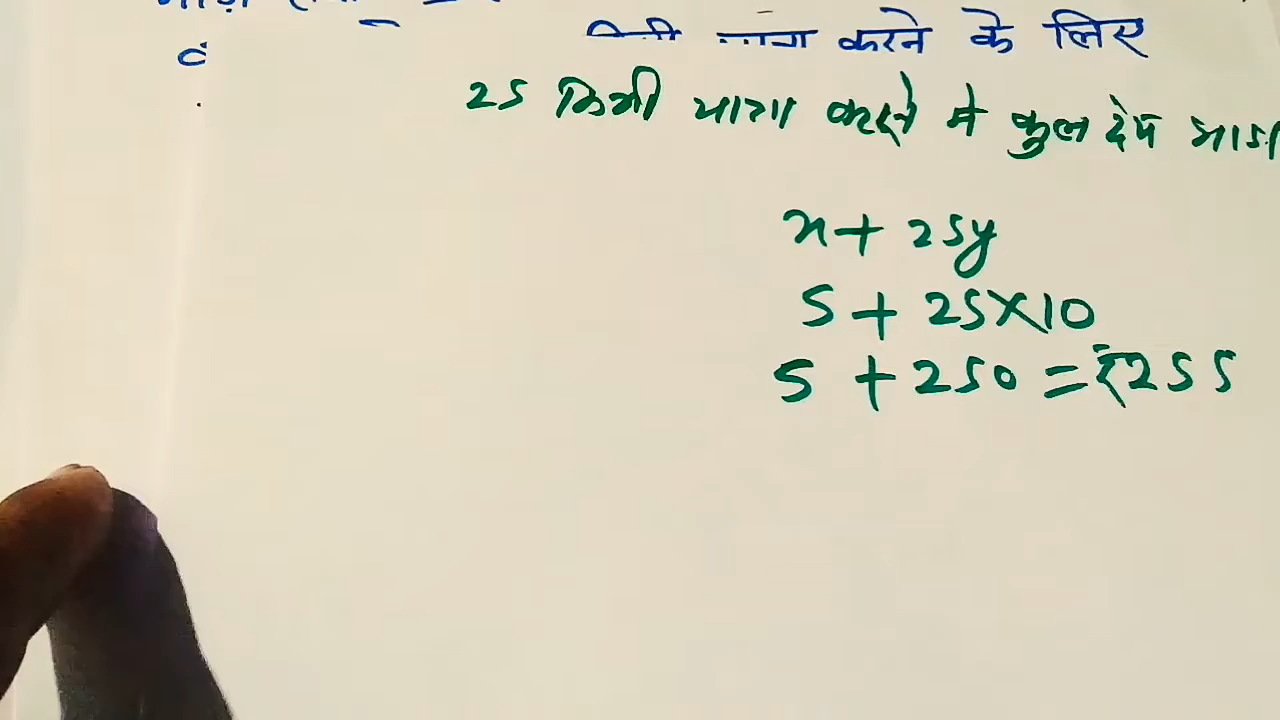 करने के लिए
25 किमी यात्रा करने में कुल देय भाड़ा
x + 25y
5 + 25×10
5 + 250 = ₹255